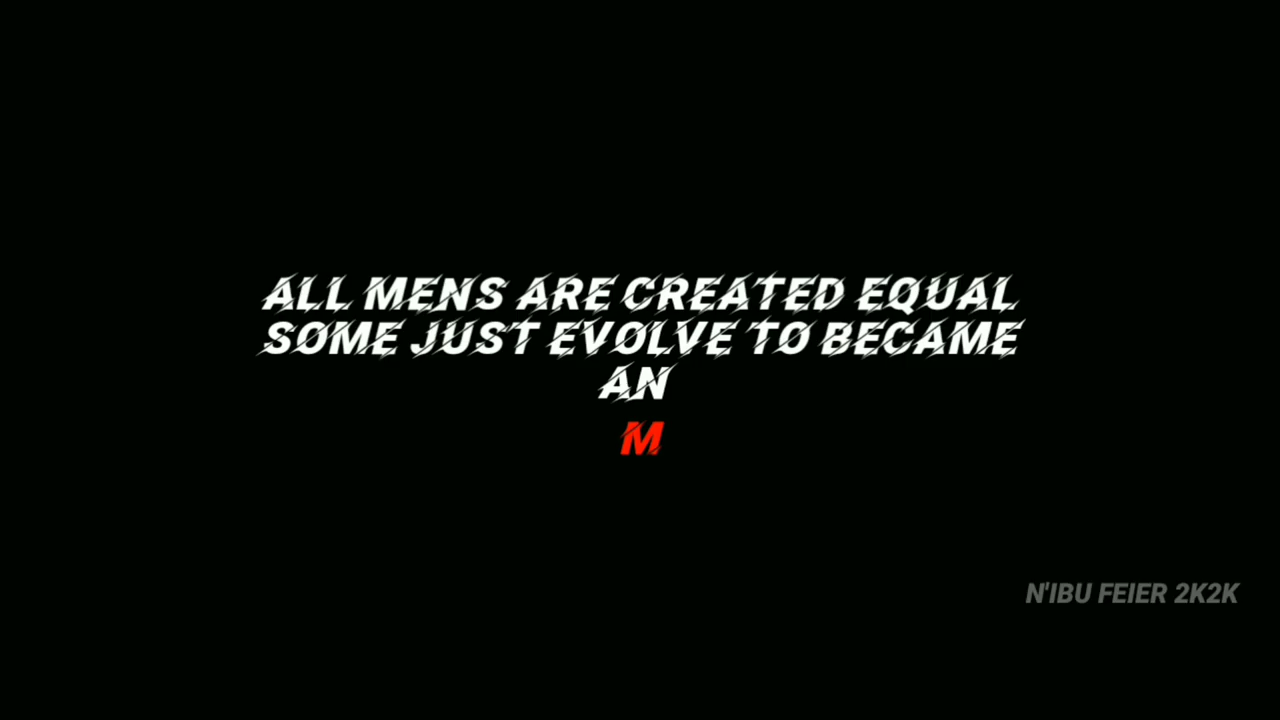 ALL MENS ARE CREATED EQUAL
SOME JUST EVOLVE TO BECAME
AN
M
N'IBU FEIER 2K2K